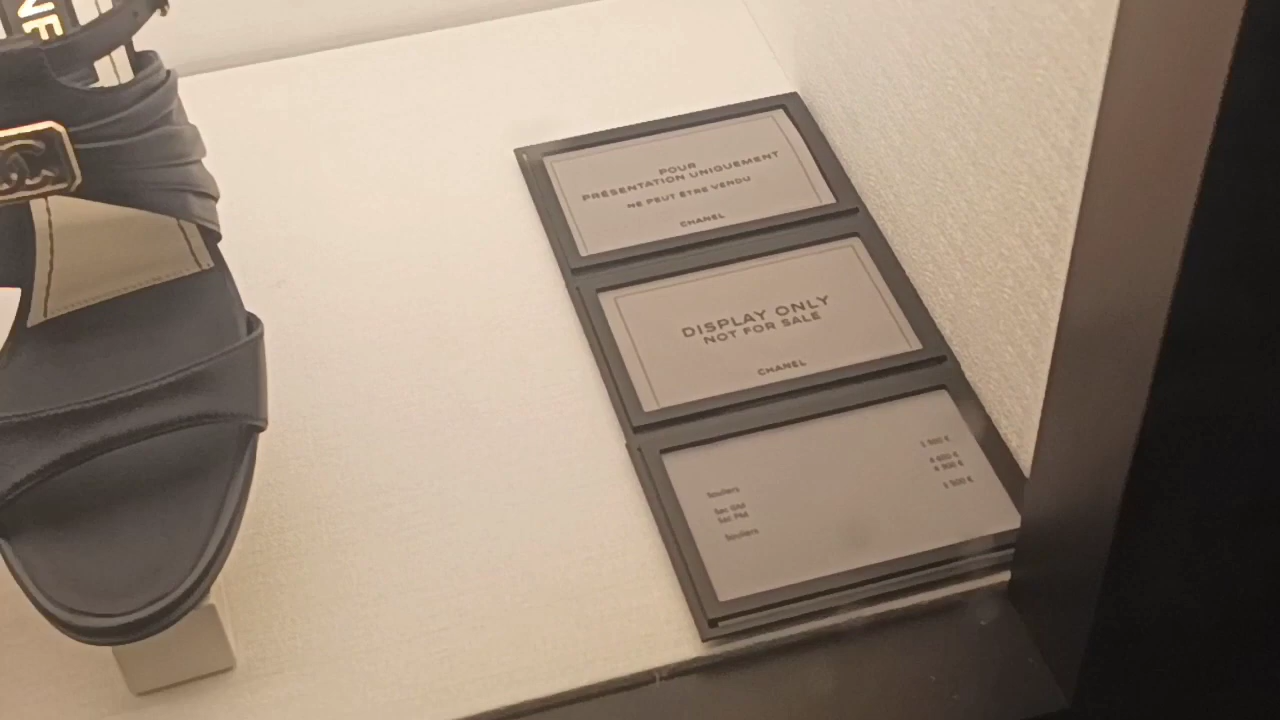 POUR
PRÉSENTATION UNIQUEMENT
NE PEUT ÊTRE VENDU
CHANEL
DISPLAY ONLY
NOT FOR SALE
CHANEL
Souliers
Sac GM
Sac PM
Souliers